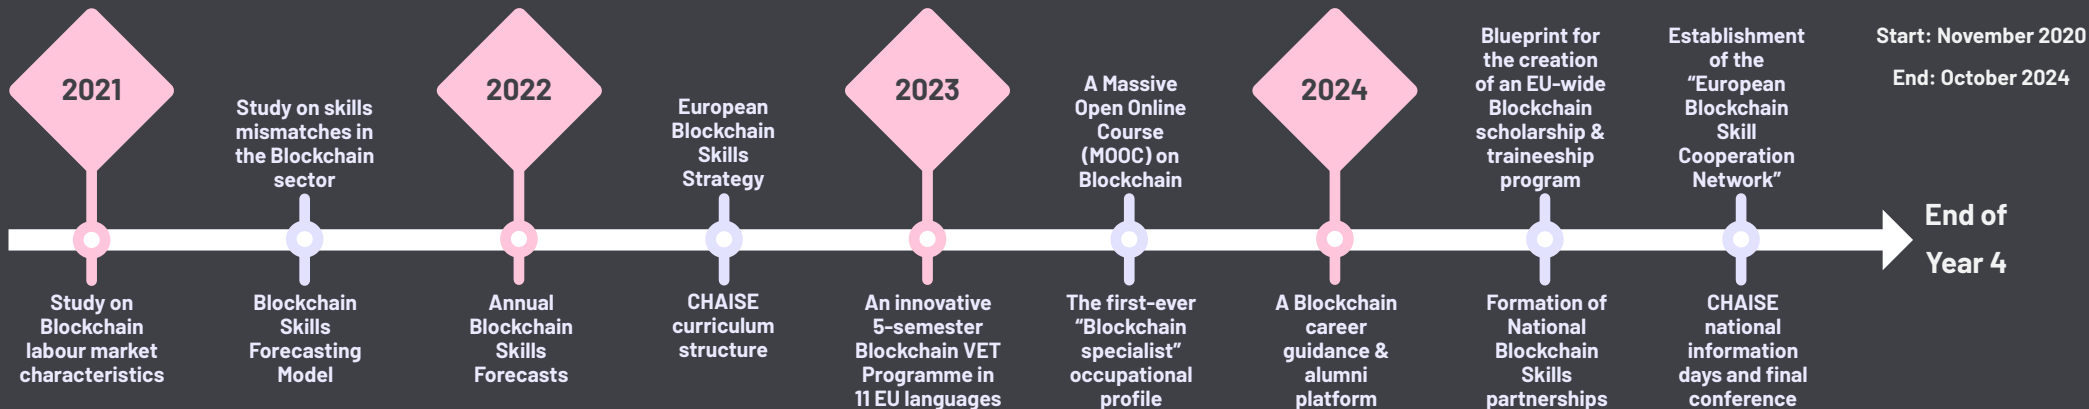 2021
Study on
Blockchain
labour market
characteristics
Study on skills
mismatches in
the Blockchain
sector
Blockchain
Skills
Forecasting
Model
2022
Annual
Blockchain
Skills
Forecasts
European
Blockchain
Skills
Strategy
CHAISE
curriculum
structure
2023
An innovative
5-semester
Blockchain VET
Programme in
11 EU languages
A Massive
Open Online
Course
(MOOC) on
Blockchain
The first-ever
“Blockchain
specialist”
occupational
profile
2024
A Blockchain
career
guidance &
alumni
platform
Blueprint for
the creation
of an EU-wide
Blockchain
scholarship &
traineeship
program
Formation of
National
Blockchain
Skills
partnerships
Establishment
of the
“European
Blockchain
Skill
Cooperation
Network”
CHAISE
national
information
days and final
conference
Start: November 2020
End: October 2024
End of
Year 4